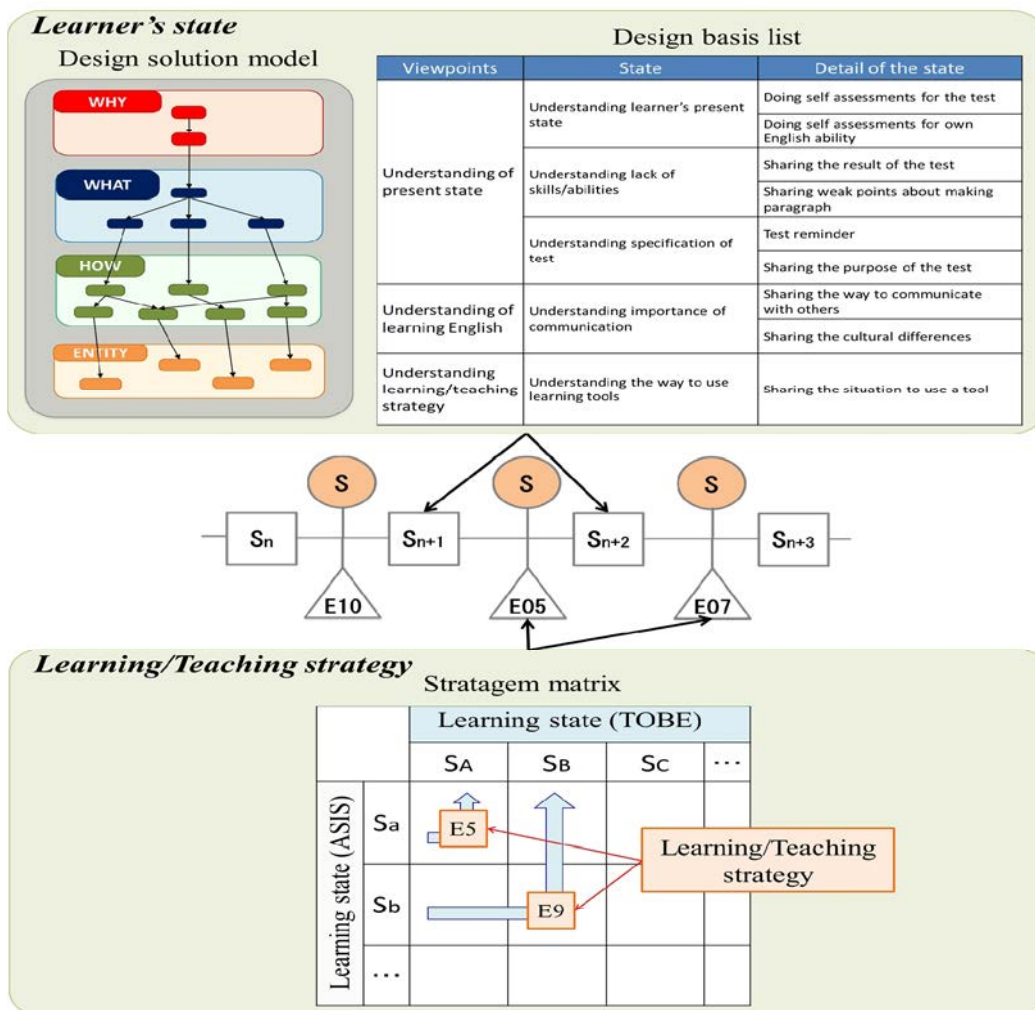 Learner's state
Design solution model
WHY
WHAT
HOW
ENTITY
Design basis list
Viewpoints
State
Detail of the state
Understanding of
present state
Understanding learner's present
state
Doing self assessments for the test
Doing self assessments for own
English ability
Understanding lack of
skills/abilities
Sharing the result of the test
Sharing weak points about making
paragraph
Understanding specification of
test
Test reminder
Sharing the purpose of the test
Understanding of
learning English
Understanding importance of
communication
Sharing the way to communicate
with others
Sharing the cultural differences
Understanding
learning/teaching
strategy
Understanding the way to use
learning tools
Sharing the situation to use a tool
S
S
S
Sn
Sn+1
Sn+2
Sn+3
E10
E05
E07
Learning/Teaching strategy
Stratagem matrix
Learning state (TOBE)
SA
SB
SC
...
Learning state (ASIS)
Sa
E5
Learning/Teaching
strategy
Sb
E9
...